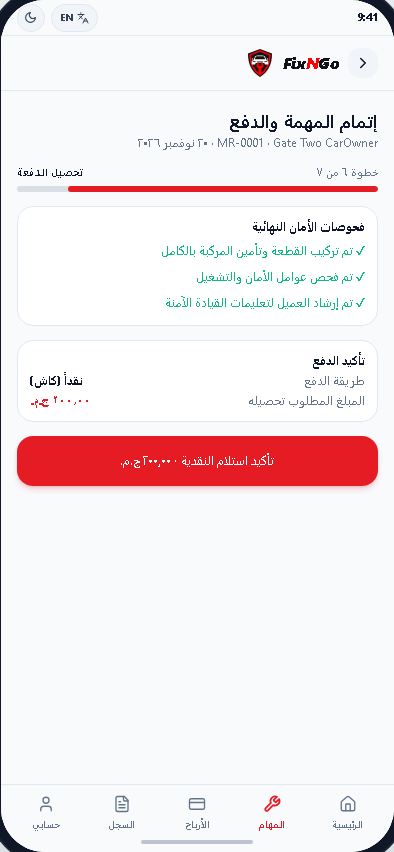 9:41
EN
FixNGo
إتمام المهمة والدفع
MR-0001 · Gate Two CarOwner · ٢٠ نوفمبر ٢٠٢٦
خطوة ٦ من ٧
تحصيل الدفعة
فحوصات الأمان النهائية
✓ تم تركيب القطعة وتأمين المركبة بالكامل
✓ تم فحص عوامل الأمان والتشغيل
✓ تم إرشاد العميل لتعليمات القيادة الآمنة
تأكيد الدفع
طريقة الدفع
نقداً (كاش)
المبلغ المطلوب تحصيله
٢٠٠٫٠٠ ج.م.
تأكيد استلام النقدية · ٢٠٠٫٠٠ ج.م.
الرئيسية
المهام
الأرباح
السجل
حسابي